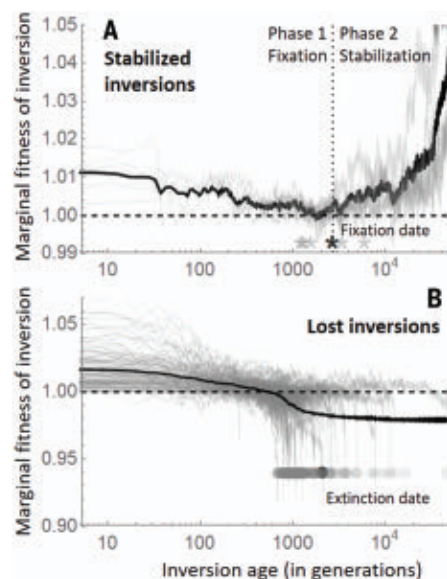 A
Stabilized
inversions
Phase 1
Fixation
Phase 2
Stabilization
Marginal fitness of inversion
1.05
1.04
1.03
1.02
1.01
1.00
0.99
Fixation date
10
100
1000
10⁴
B
Lost inversions
Marginal fitness of inversion
1.05
1.00
0.95
0.90
Extinction date
10
100
1000
10⁴
Inversion age (in generations)